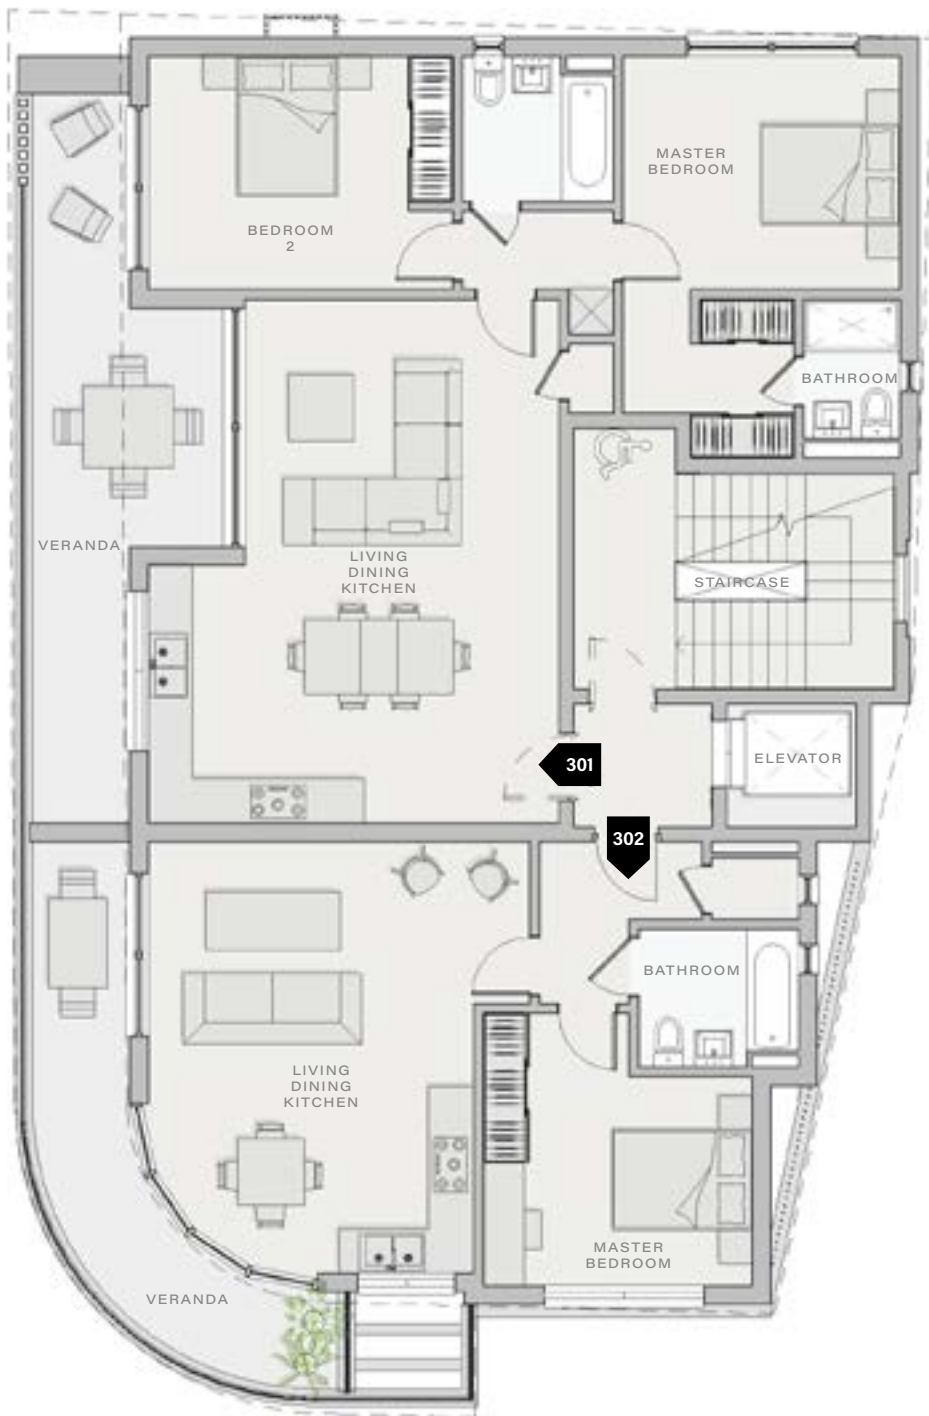 MASTER
BEDROOM
BEDROOM
2
BATHROOM
VERANDA
LIVING
DINING
KITCHEN
STAIRCASE
301
ELEVATOR
302
BATHROOM
LIVING
DINING
KITCHEN
MASTER
BEDROOM
VERANDA